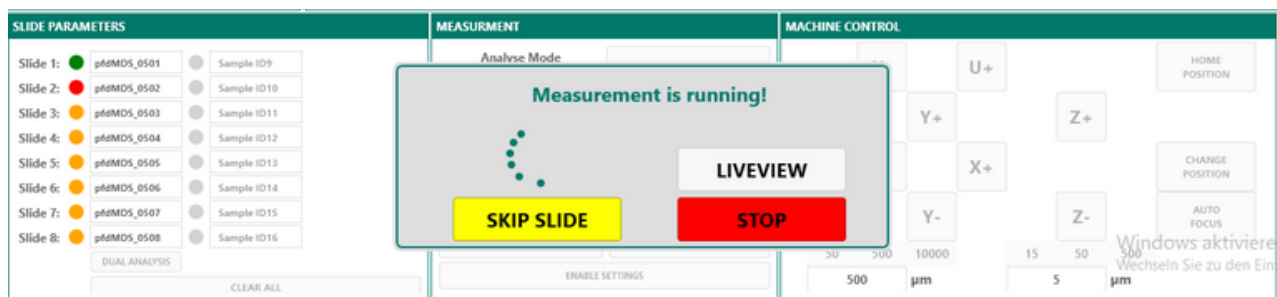 SLIDE PARAMETERS
Slide 1: pfdMDS_0501 Sample ID9
Slide 2: pfdMDS_0502 Sample ID10
Slide 3: pfdMDS_0503 Sample ID11
Slide 4: pfdMDS_0504 Sample ID12
Slide 5: pfdMDS_0505 Sample ID13
Slide 6: pfdMDS_0506 Sample ID14
Slide 7: pfdMDS_0507 Sample ID15
Slide 8: pfdMDS_0508 Sample ID16
DUAL ANALYSIS
CLEAR ALL
MEASURMENT
Analyse Mode
Measurement is running!
LIVEVIEW
SKIP SLIDE
STOP
ENABLE SETTINGS
MACHINE CONTROL
U+
HOME
POSITION
Y+
Z+
X+
CHANGE
POSITION
Y-
Z-
AUTO
FOCUS
50 500 10000
15 50 500
500 µm
5 µm
Windows aktiviere
Wechseln Sie zu den Ein